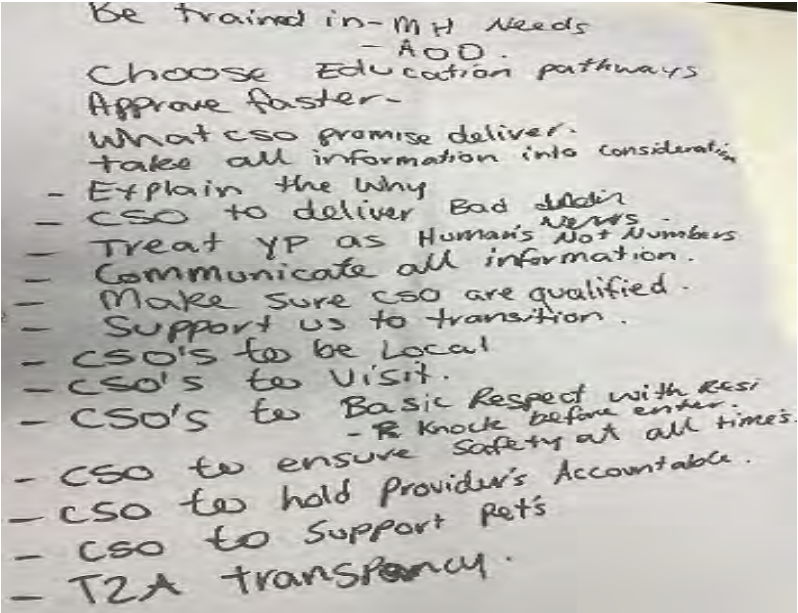 Be trained in - MH Needs
- AOD.
Choose Education pathways
Approve faster -
What cso promise deliver.
take all information into consideration
- Explain the why
- CSO to deliver Bad
News.
- Treat YP as Human's Not Numbers
- Communicate all information.
- Make sure cso are qualified.
- Support us to transition.
- CSO's to be Local
- CSO's to Visit.
- CSO's to Basic Respect with Resi
- Knock before enter.
- CSO to ensure Safety at all times.
- CSO to hold Provider's Accountable.
- CSO to Support Pet's
- T2A transpancy.